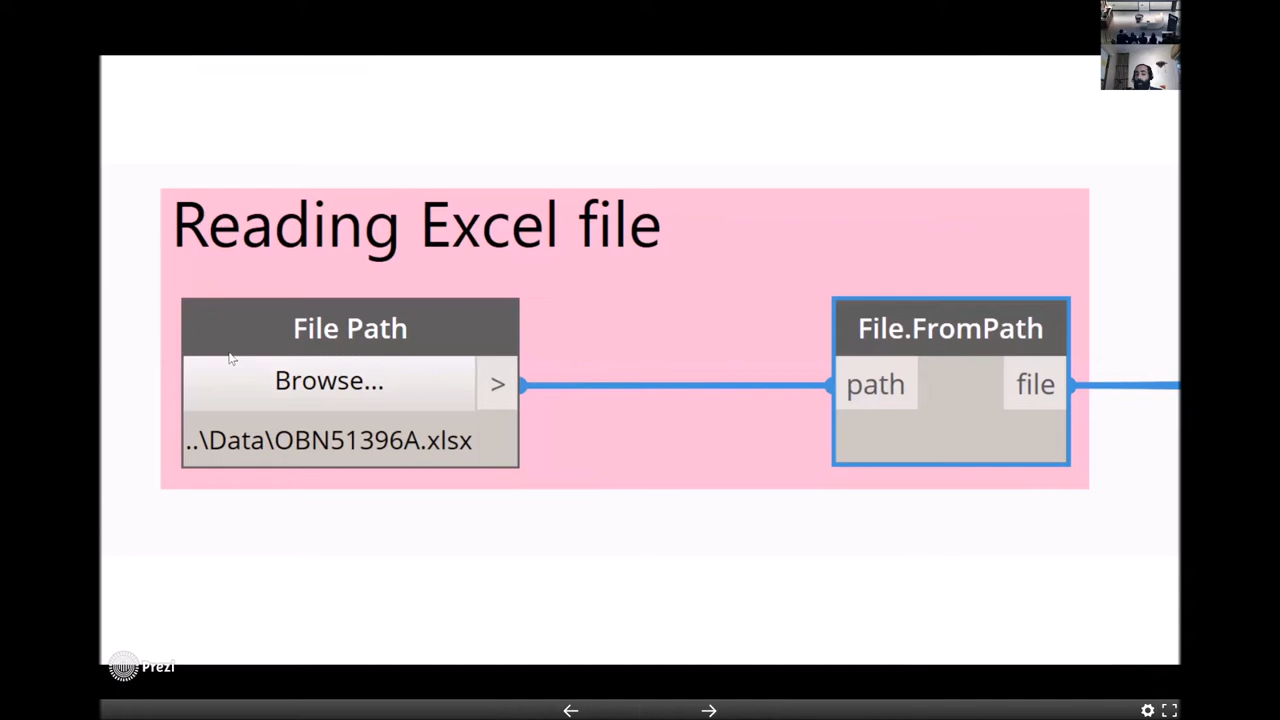 Reading Excel file
File Path
File.FromPath
Browse...
>
path
file
..\Data\OBN51396A.xlsx
Prezi